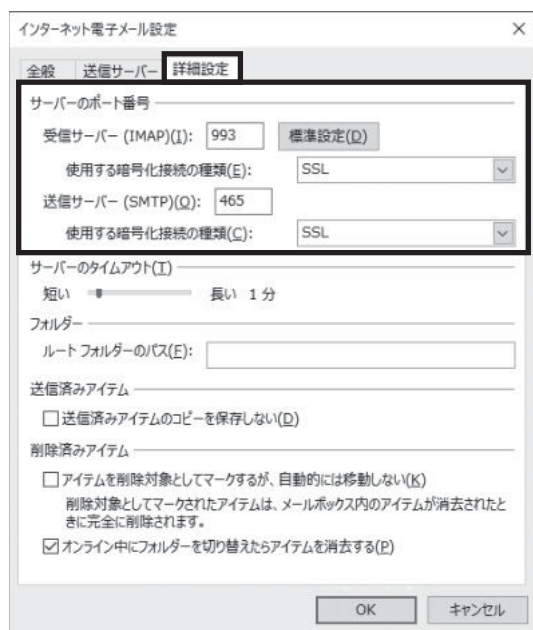 インターネット電子メール設定
全般 送信サーバー 詳細設定
サーバーのポート番号
受信サーバー (IMAP)(I): 993 標準設定(D)
使用する暗号化接続の種類(E): SSL
送信サーバー (SMTP)(O): 465
使用する暗号化接続の種類(C): SSL
サーバーのタイムアウト(T)
短い 長い 1 分
フォルダー
ルート フォルダーのパス(F):
送信済みアイテム
送信済みアイテムのコピーを保存しない(D)
削除済みアイテム
アイテムを削除対象としてマークするが、自動的には移動しない(K)
削除対象としてマークされたアイテムは、メールボックス内のアイテムが消去されたと
きに完全に削除されます。
オンライン中にフォルダーを切り替えたらアイテムを消去する(P)
OK キャンセル